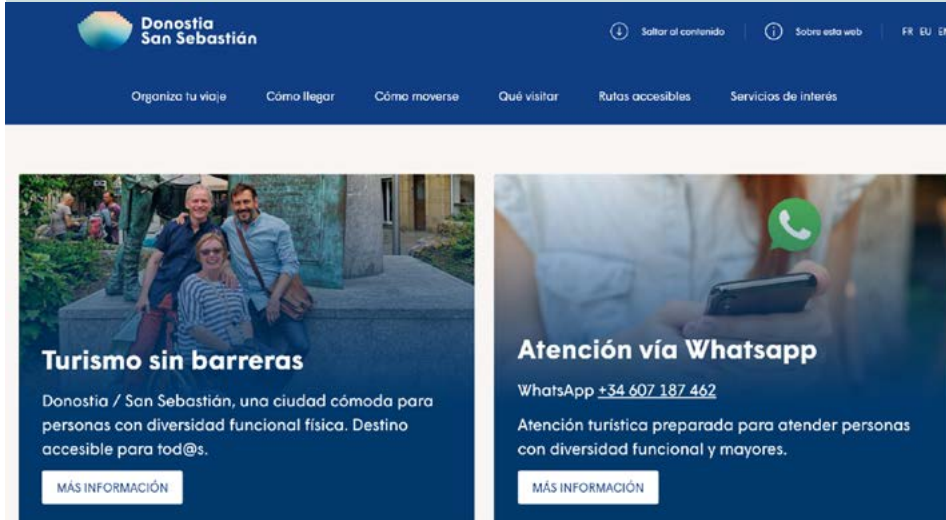 Donostia
San Sebastián
Saltar al contenido
Sobre esta web
FR EU EN
Organiza tu viaje
Cómo llegar
Cómo moverse
Qué visitar
Rutas accesibles
Servicios de interés
Turismo sin barreras
Donostia / San Sebastián, una ciudad cómoda para
personas con diversidad funcional física. Destino
accesible para tod@s.
MÁS INFORMACIÓN
Atención vía Whatsapp
WhatsApp +34 607 187 462
Atención turística preparada para atender personas
con diversidad funcional y mayores.
MÁS INFORMACIÓN